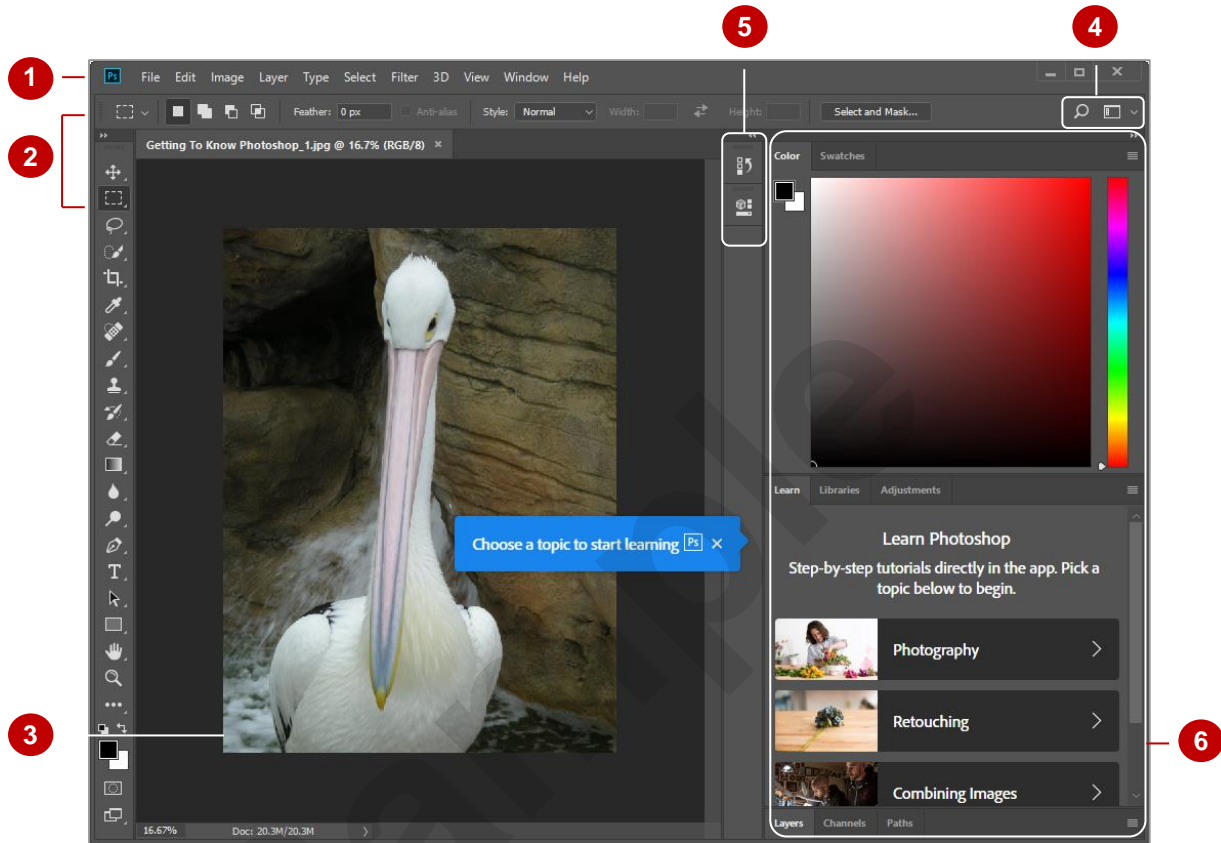 5
4
1
Ps File Edit Image Layer Type Select Filter 3D View Window Help
2
Feather: 0 px Anti-alias Style: Normal Width: Height: Select and Mask...
Getting To Know Photoshop_1.jpg @ 16.7% (RGB/8) ×
Color Swatches
Learn Libraries Adjustments
Choose a topic to start learning Ps ×
Learn Photoshop
Step-by-step tutorials directly in the app. Pick a
topic below to begin.
Photography
Retouching
Combining Images
3
6
16.67% Doc: 20.3M/20.3M
Layers Channels Paths
Sample